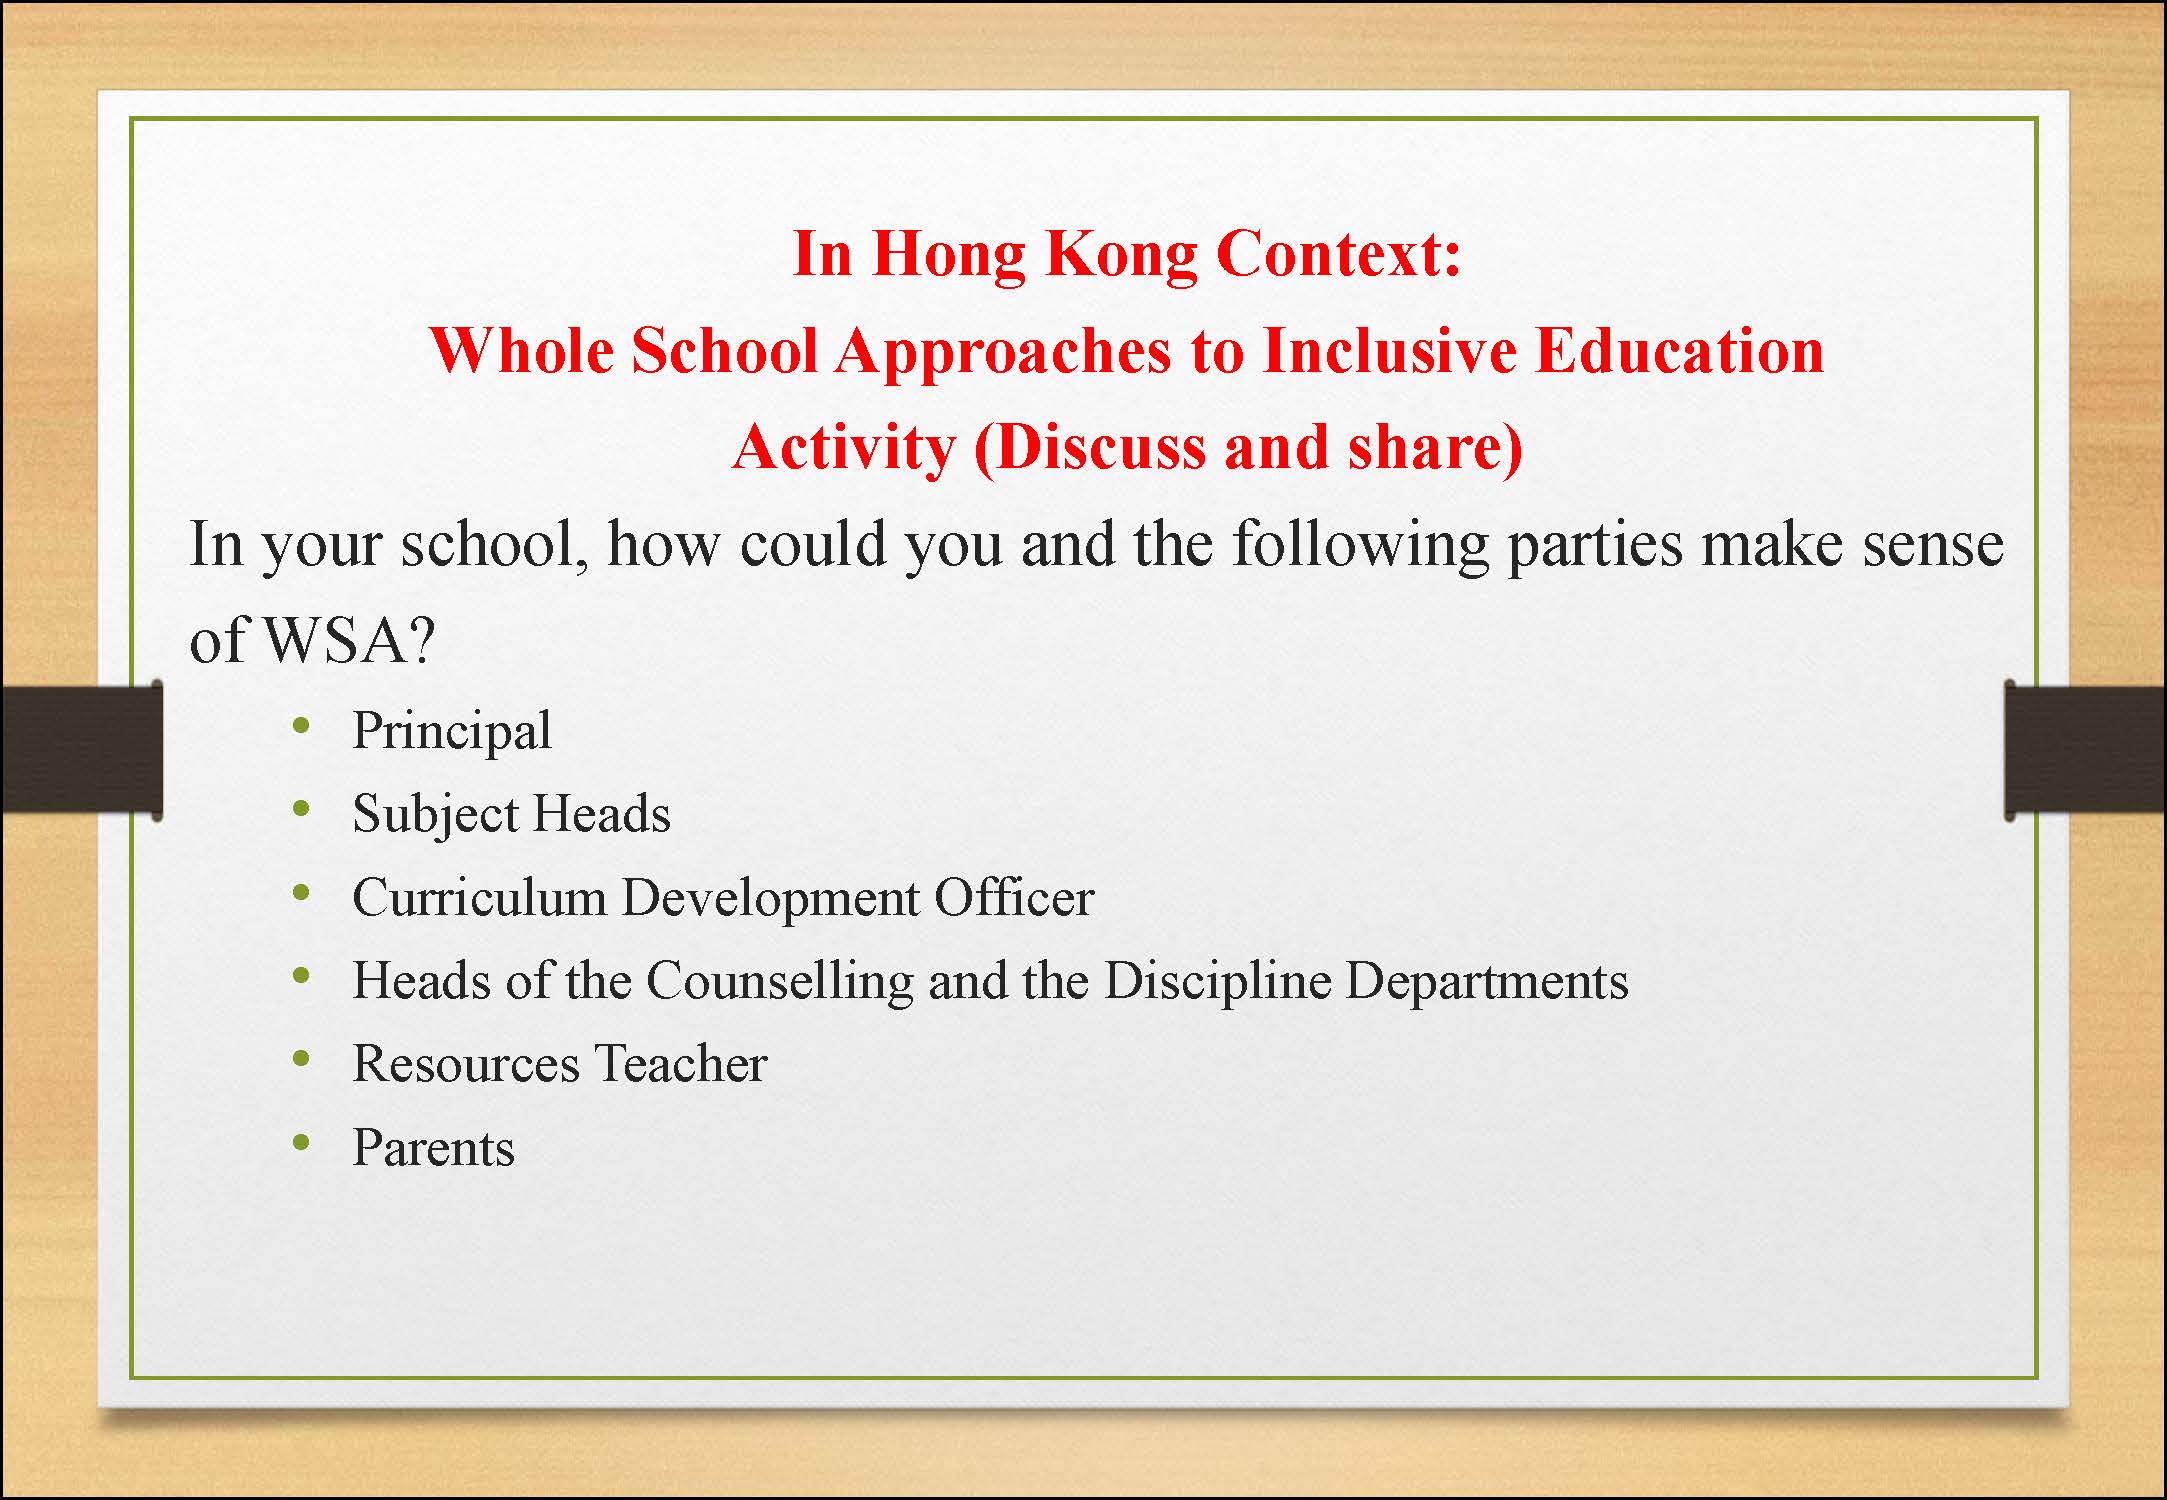 In Hong Kong Context:
Whole School Approaches to Inclusive Education
Activity (Discuss and share)
In your school, how could you and the following parties make sense
of WSA?
• Principal
• Subject Heads
• Curriculum Development Officer
• Heads of the Counselling and the Discipline Departments
• Resources Teacher
• Parents